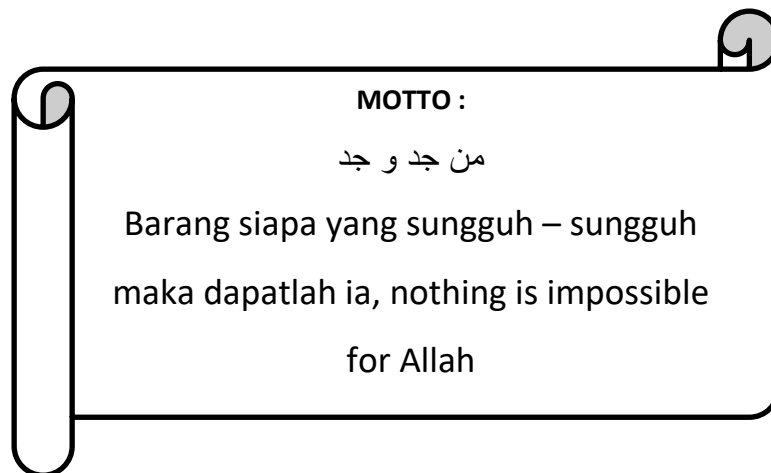 MOTTO :
من جد و جد
Barang siapa yang sungguh – sungguh
maka dapatlah ia, nothing is impossible
for Allah